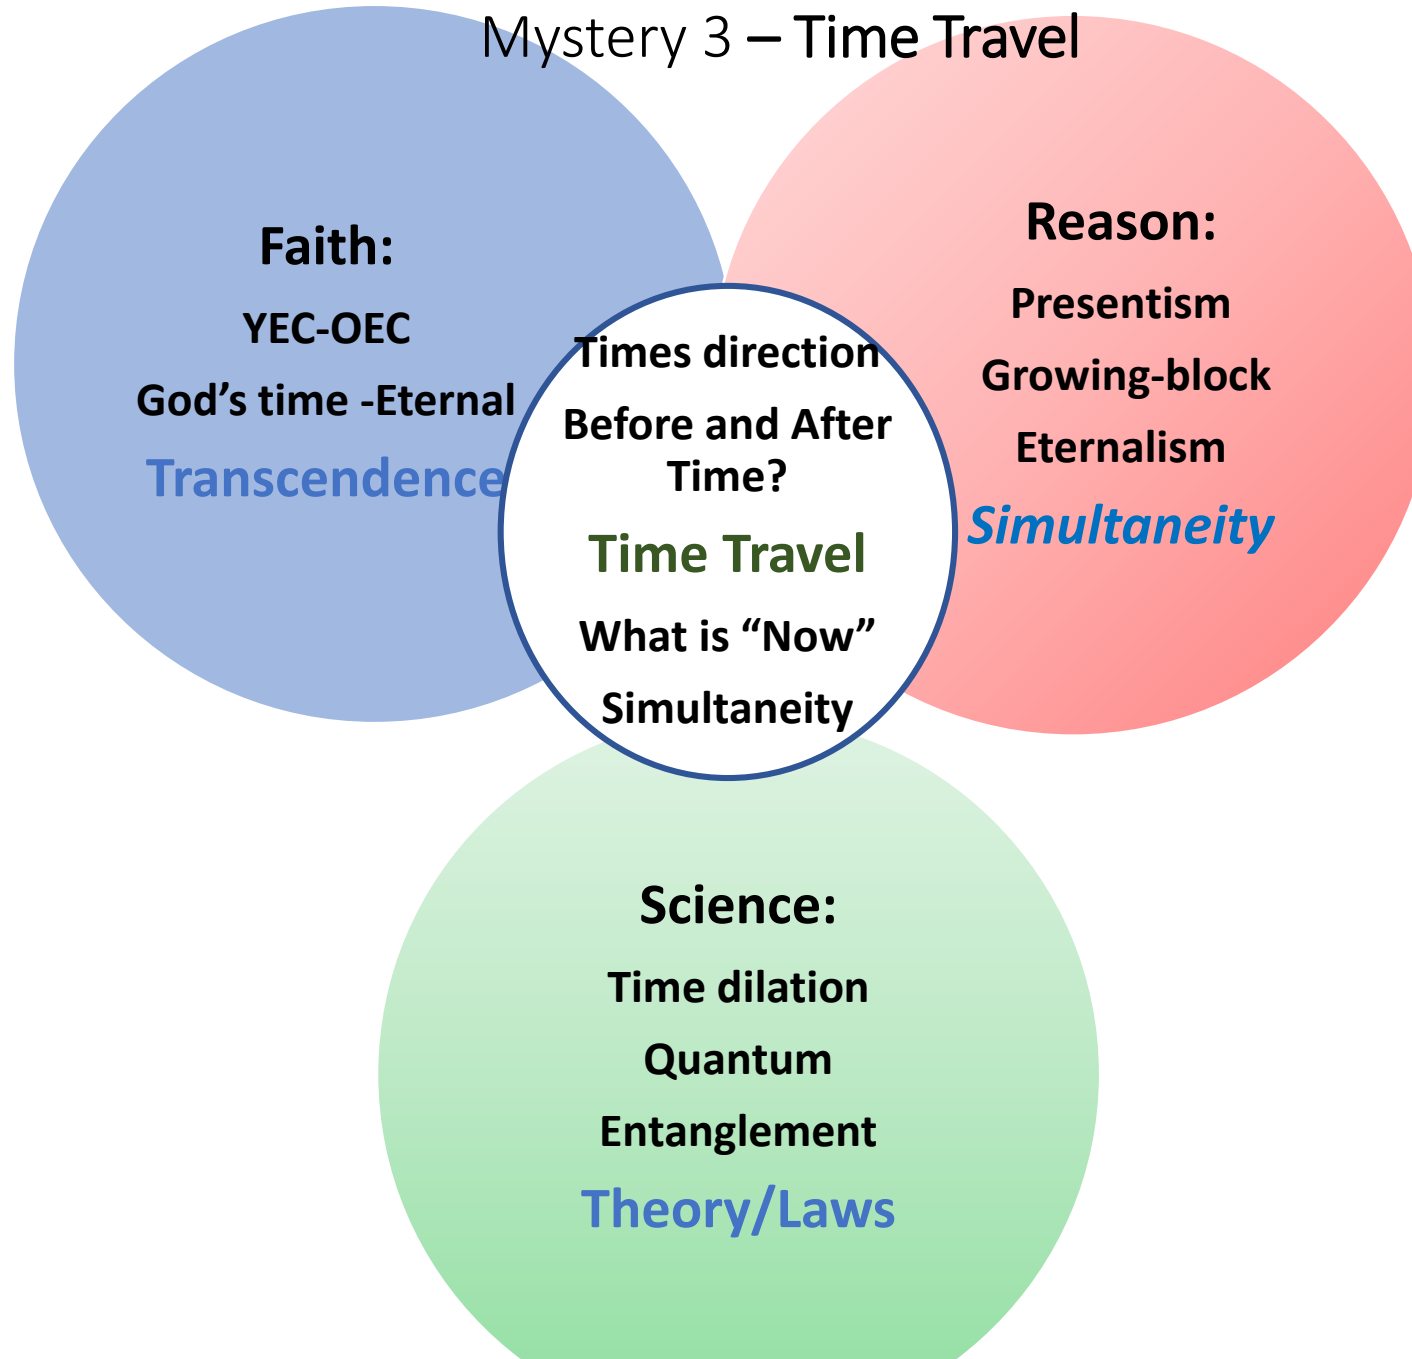 Mystery 3 – Time Travel
Faith:
YEC-OEC
God’s time -Eternal
Transcendence
Reason:
Presentism
Growing-block
Eternalism
Simultaneity
Times direction
Before and After
Time?
Time Travel
What is “Now”
Simultaneity
Science:
Time dilation
Quantum
Entanglement
Theory/Laws